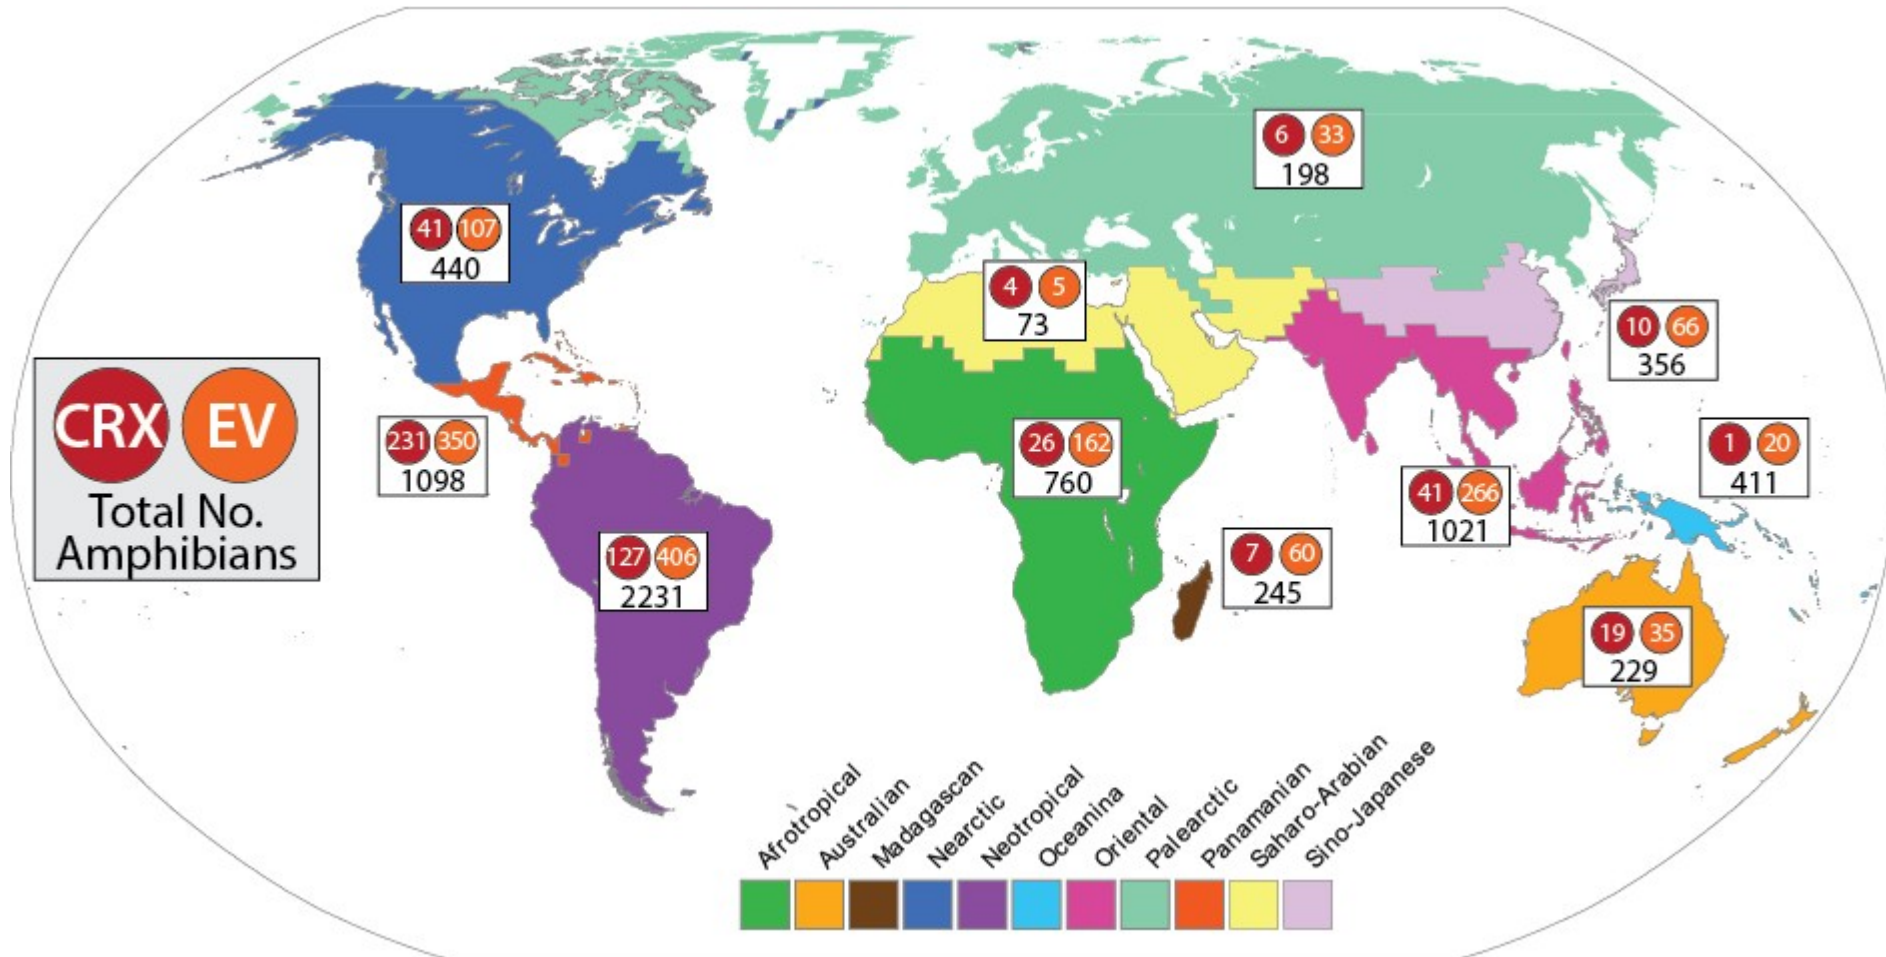 6 33
198
41 107
440
4 5
73
10 66
356
CRX EV
Total No.
Amphibians
231 350
1098
26 162
760
1 20
411
41 266
1021
127 406
2231
7 60
245
19 35
229
Afrotropical
Australian
Madagascan
Nearctic
Neotropical
Oceanina
Oriental
Palearctic
Panamanian
Saharo-Arabian
Sino-Japanese